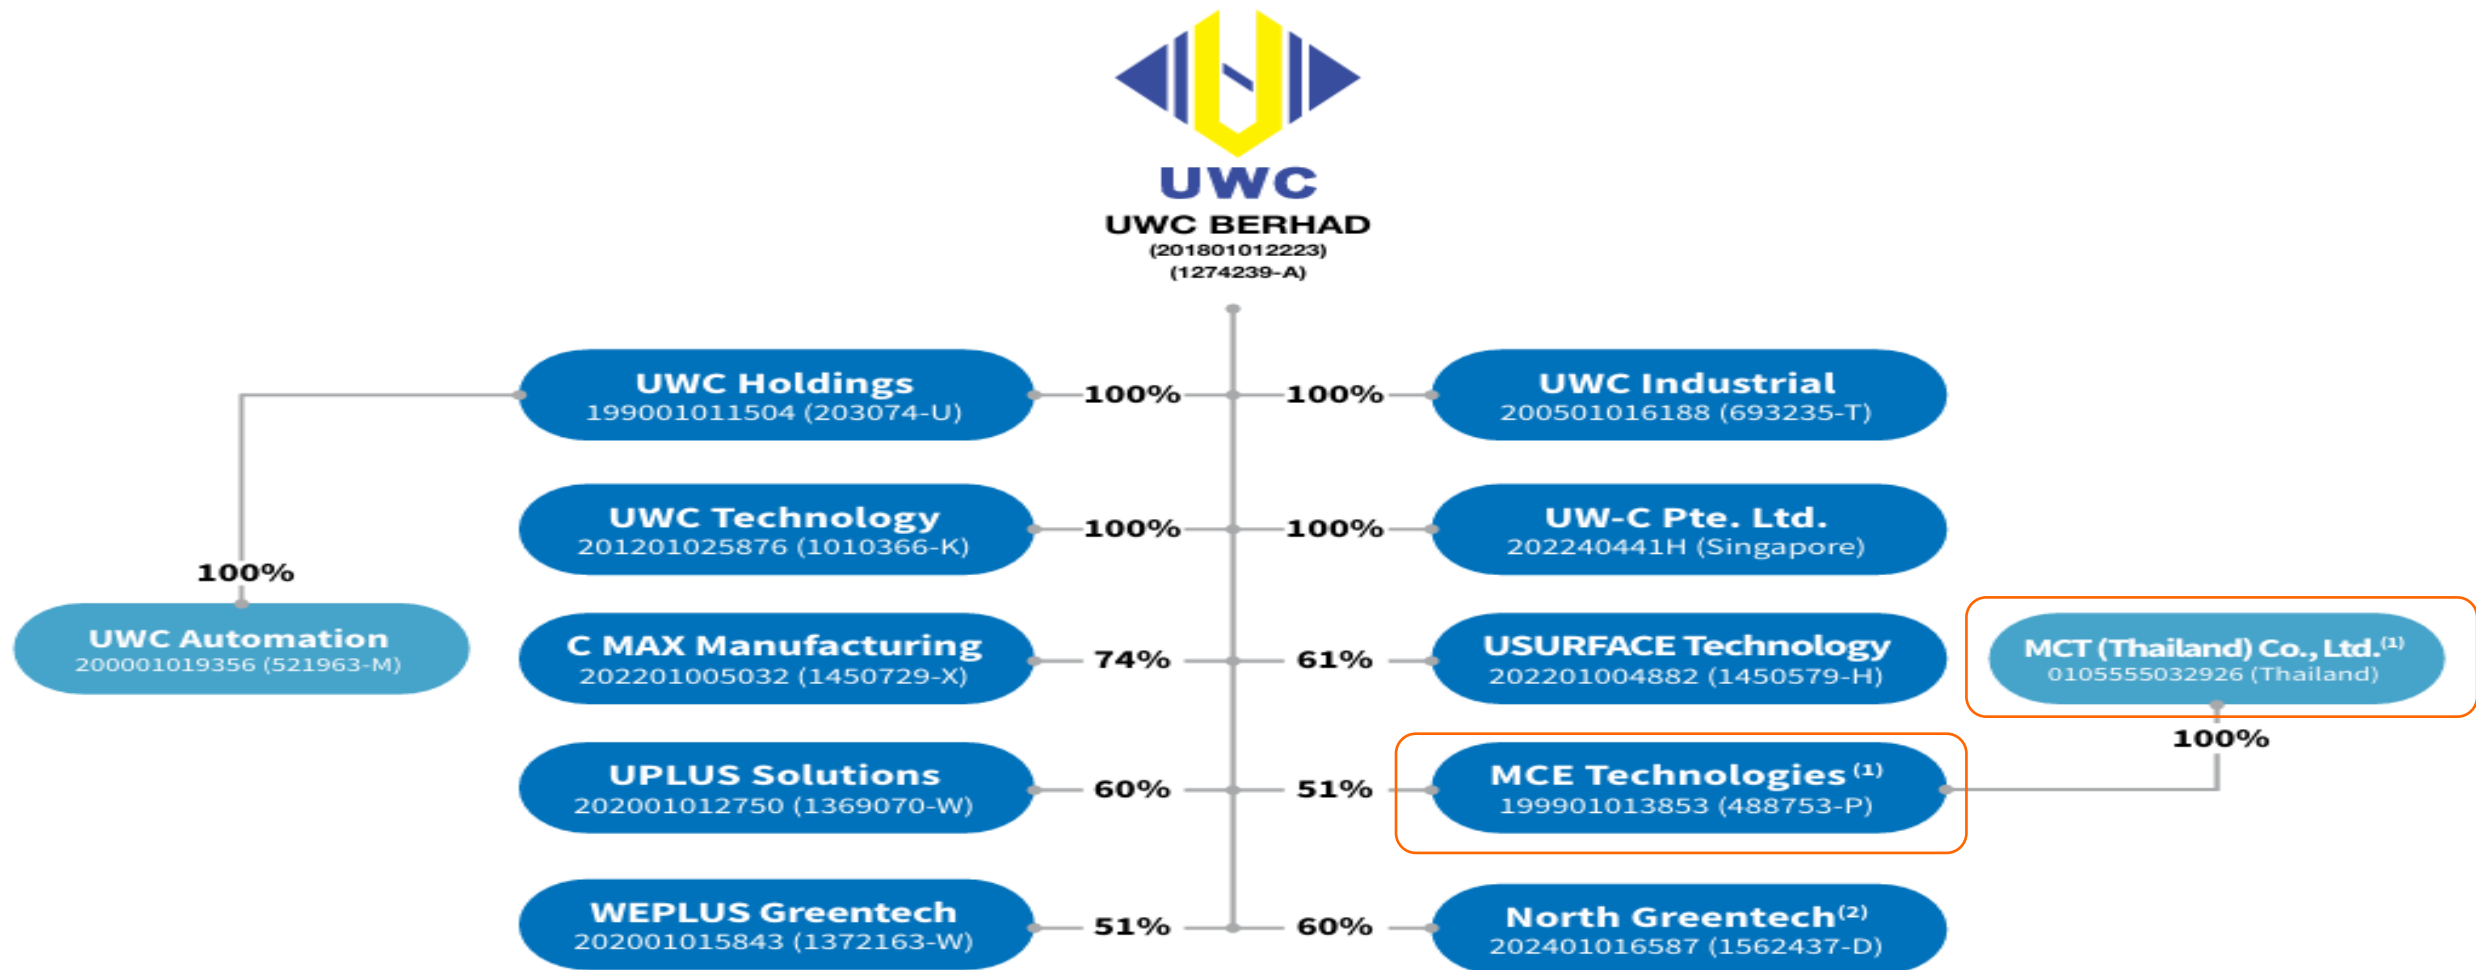 UWC
UWC BERHAD
(201801012223)
(1274239-A)
UWC Holdings
199001011504 (203074-U)
100%
100%
UWC Industrial
200501016188 (693235-T)
UWC Technology
201201025876 (1010366-K)
100%
100%
UW-C Pte. Ltd.
202240441H (Singapore)
100%
UWC Automation
200001019356 (521963-M)
C MAX Manufacturing
202201005032 (1450729-X)
74%
61%
USURFACE Technology
202201004882 (1450579-H)
MCT (Thailand) Co., Ltd.(1)
0105555032926 (Thailand)
100%
UPLUS Solutions
202001012750 (1369070-W)
60%
51%
MCE Technologies (1)
199901013853 (488753-P)
WEPLUS Greentech
202001015843 (1372163-W)
51%
60%
North Greentech(2)
202401016587 (1562437-D)